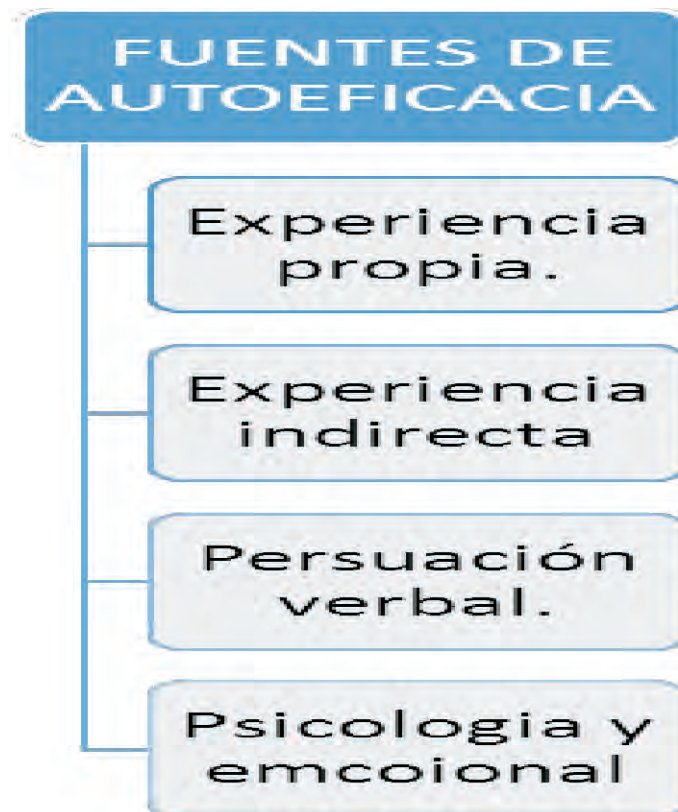 FUENTES DE
AUTOEFICACIA
Experiencia
propia.
Experiencia
indirecta
Persuación
verbal.
Psicologia y
emcoional